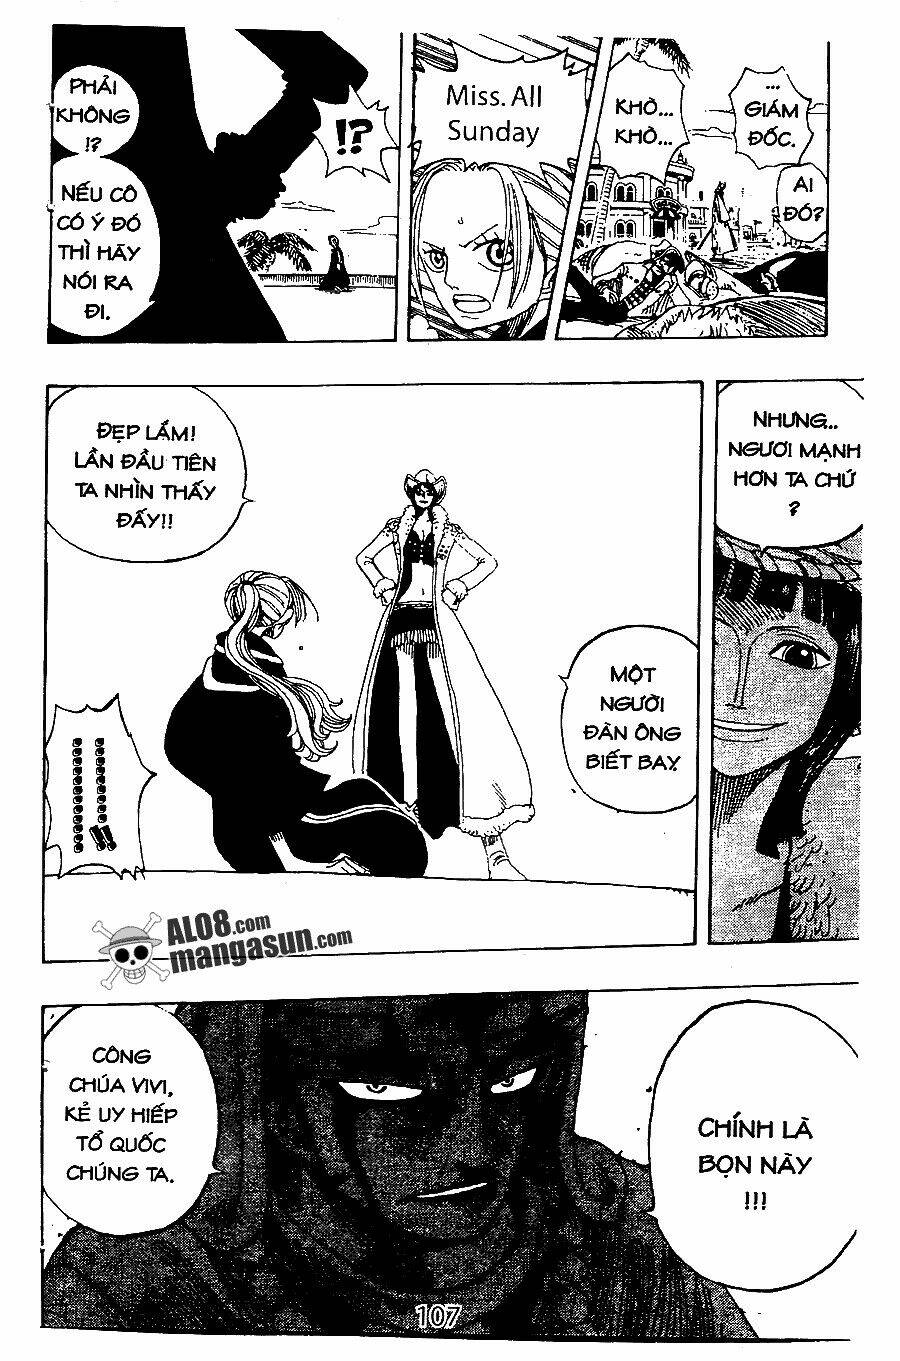 ...
GIÁM
ĐỐC.
AI
ĐÓ?
KHÒ...
KHÒ...
Miss. All
Sunday
!?
PHẢI
KHÔNG
!?
NẾU CÔ
CÓ Ý ĐÓ
THÌ HÃY
NÓI RA
ĐI.
NHƯNG...
NGƯƠI MẠNH
HƠN TA CHỨ
?
MỘT
NGƯỜI
ĐÀN ÔNG
BIẾT BAY.
ĐẸP LẮM!
LẦN ĐẦU TIÊN
TA NHÌN THẤY
ĐẤY!!
!!
AL08.com
mangasun.com
CHÍNH LÀ
BỌN NÀY
!!!
CÔNG
CHÚA VIVI,
KẺ UY HIẾP
TỔ QUỐC
CHÚNG TA.
107